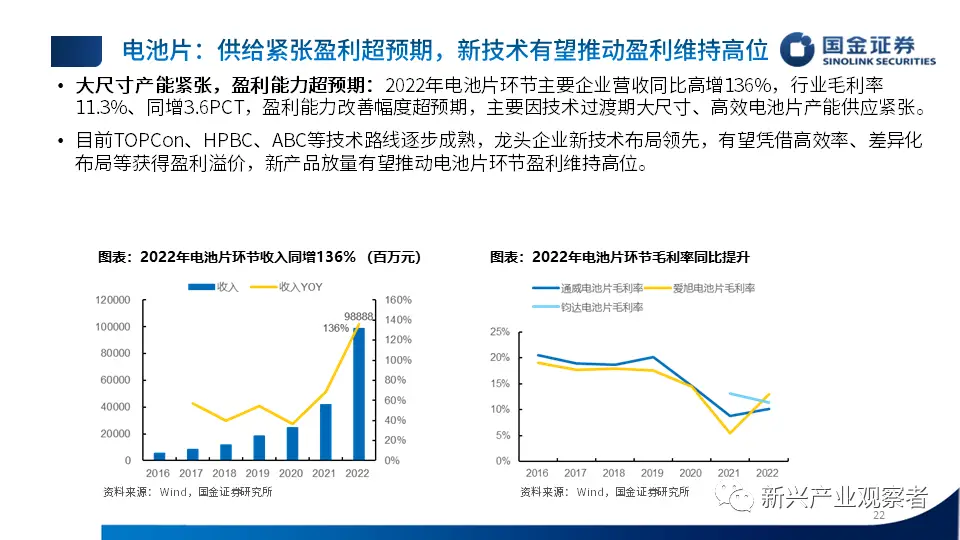 电池片：供给紧张盈利超预期，新技术有望推动盈利维持高位
国金证券
SINOLINK SECURITIES
• 大尺寸产能紧张，盈利能力超预期：2022年电池片环节主要企业营收同比高增136%，行业毛利率
11.3%、同增3.6PCT，盈利能力改善幅度超预期，主要因技术过渡期大尺寸、高效电池片产能供应紧张。
• 目前TOPCon、HPBC、ABC等技术路线逐步成熟，龙头企业新技术布局领先，有望凭借高效率、差异化
布局等获得盈利溢价，新产品放量有望推动电池片环节盈利维持高位。
图表：2022年电池片环节收入同增136%（百万元）
收入 收入YOY
120000
100000
80000
60000
40000
20000
0
160%
140%
120%
100%
80%
60%
40%
20%
0%
98888
136%
2016 2017 2018 2019 2020 2021 2022
资料来源：Wind，国金证券研究所
图表：2022年电池片环节毛利率同比提升
通威电池片毛利率 爱旭电池片毛利率
钧达电池片毛利率
25%
20%
15%
10%
5%
0%
2016 2017 2018 2019 2020 2021 2022
资料来源：Wind，国金证券研究所
新兴产业观察者
22